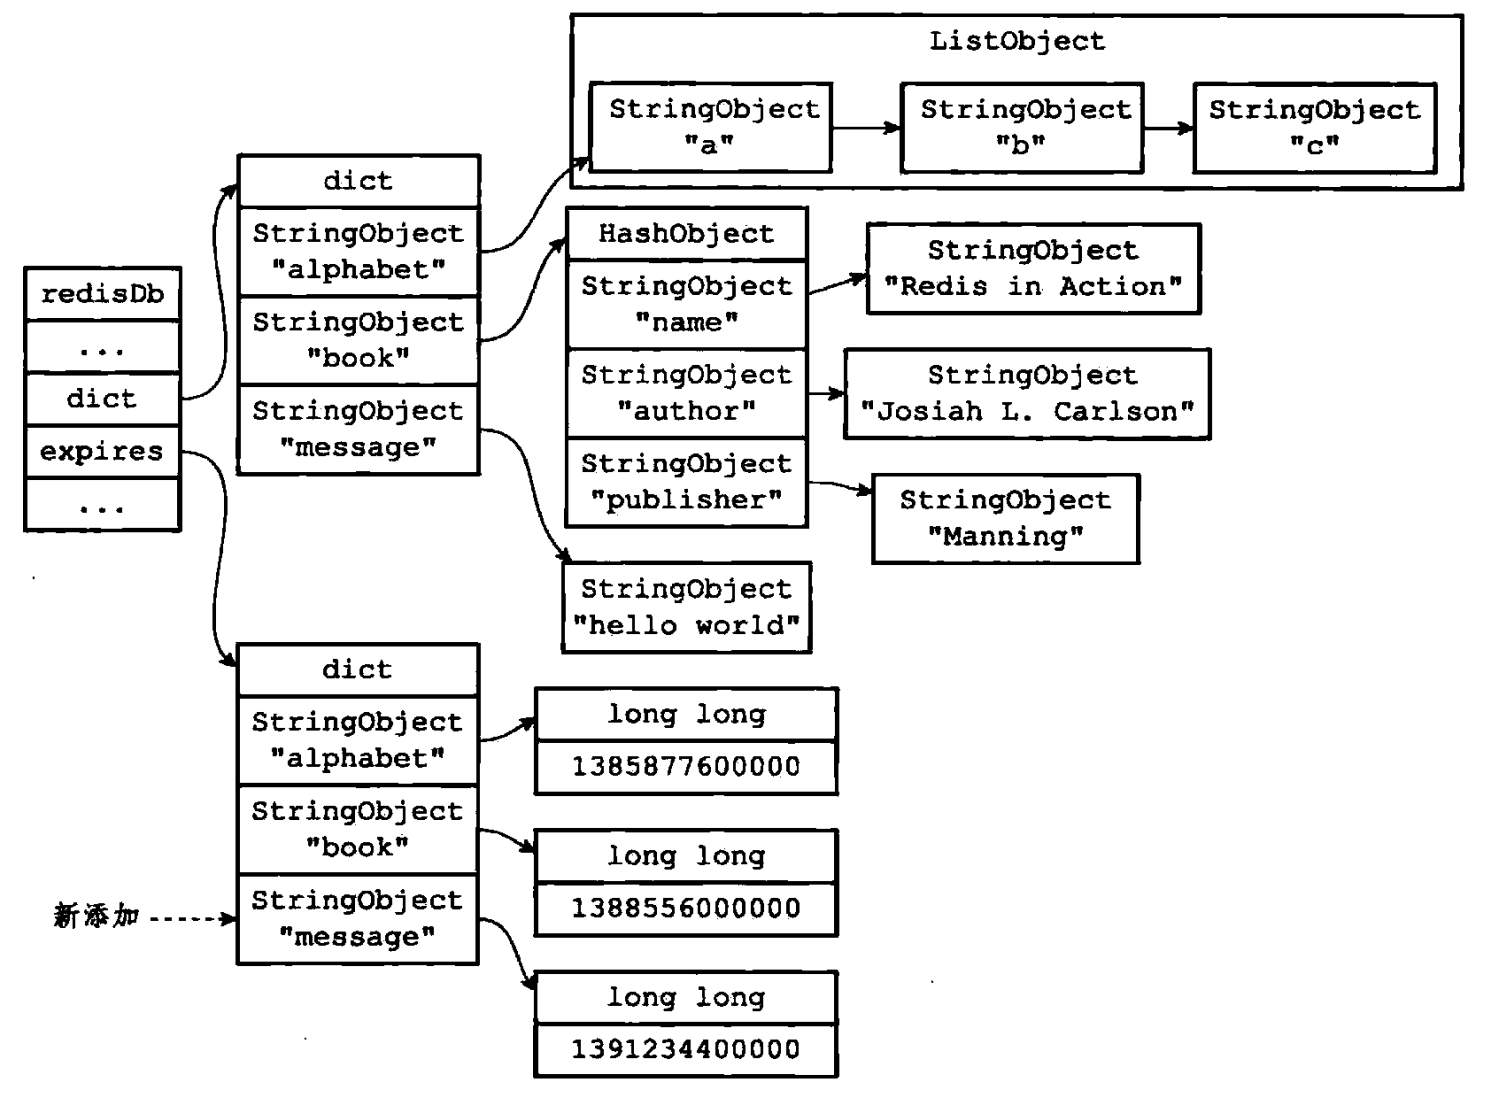 ListObject
StringObject
"a"
StringObject
"b"
StringObject
"c"
dict
StringObject
"alphabet"
StringObject
"book"
StringObject
"message"
HashObject
StringObject
"name"
StringObject
"author"
StringObject
"publisher"
StringObject
"Redis in Action"
StringObject
"Josiah L. Carlson"
StringObject
"Manning"
StringObject
"hello world"
redisDb
...
dict
expires
...
dict
StringObject
"alphabet"
StringObject
"book"
StringObject
"message"
新添加
long long
1385877600000
long long
1388556000000
long long
1391234400000